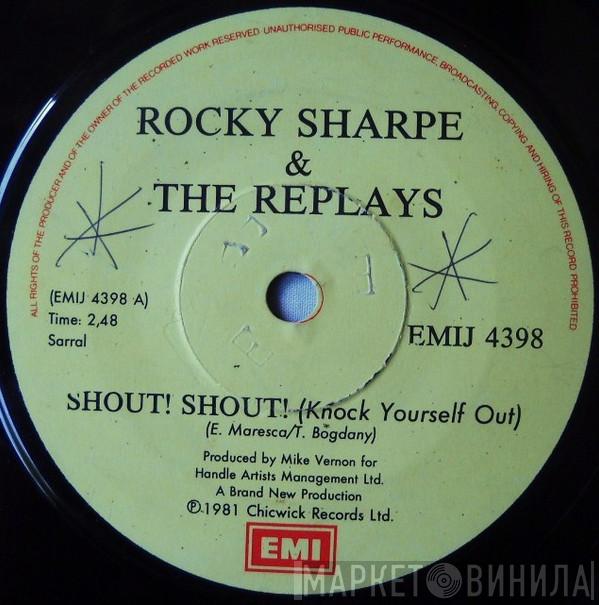 ALL RIGHTS OF THE PRODUCER AND OF THE OWNER OF THE RECORDED WORK RESERVED · UNAUTHORISED PUBLIC PERFORMANCE, BROADCASTING, COPYING AND HIRING OF THIS RECORD PROHIBITED
ROCKY SHARPE
&
THE REPLAYS
(EMIJ 4398 A)
Time: 2,48
Sarral
EMIJ 4398
SHOUT! SHOUT! (Knock Yourself Out)
(E. Maresca/T. Bogdany)
Produced by Mike Vernon for
Handle Artists Management Ltd.
A Brand New Production
℗1981 Chicwick Records Ltd.
EMI
МАРКЕТ ВИНИЛА